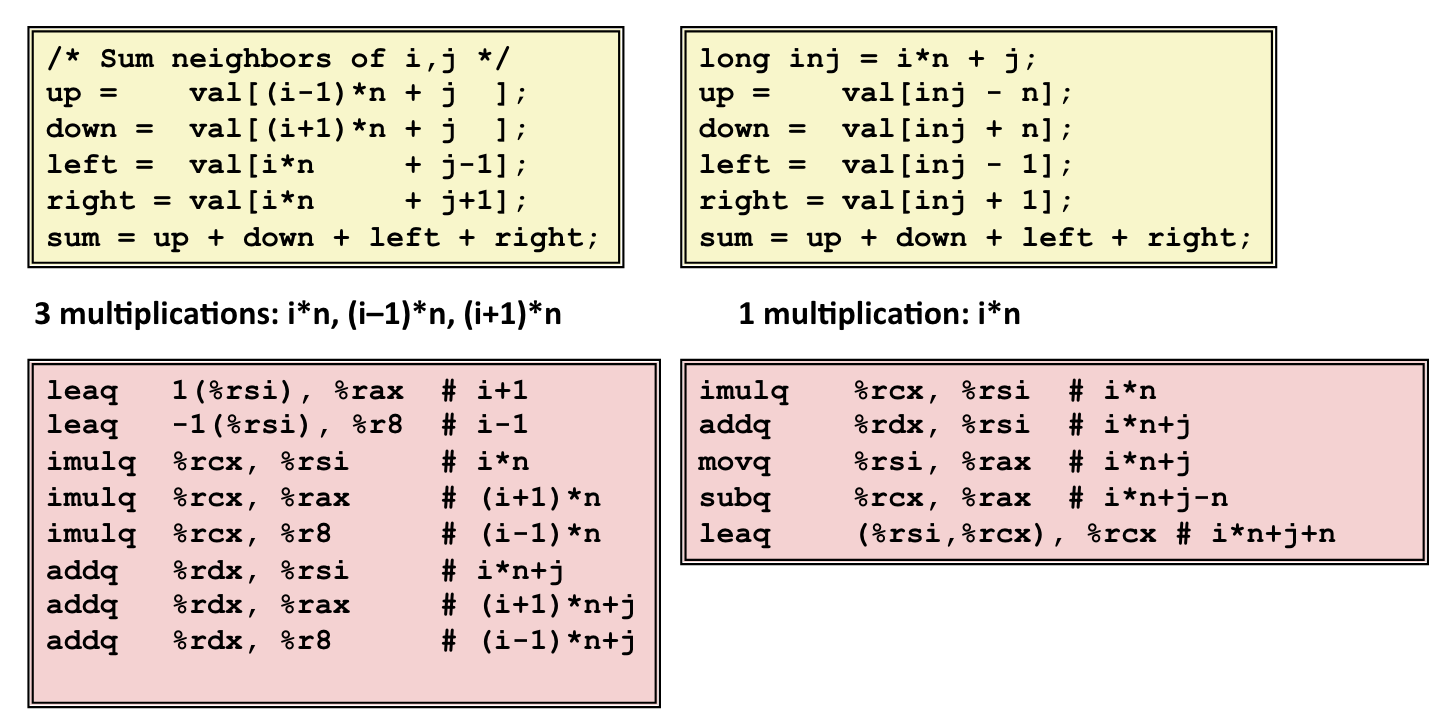 /* Sum neighbors of i,j */
up =    val[(i-1)*n + j  ];
down =  val[(i+1)*n + j  ];
left =  val[i*n     + j-1];
right = val[i*n     + j+1];
sum = up + down + left + right;
3 multiplications: i*n, (i–1)*n, (i+1)*n
leaq   1(%rsi), %rax  # i+1
leaq   -1(%rsi), %r8  # i-1
imulq  %rcx, %rsi     # i*n
imulq  %rcx, %rax     # (i+1)*n
imulq  %rcx, %r8      # (i-1)*n
addq   %rdx, %rsi     # i*n+j
addq   %rdx, %rax     # (i+1)*n+j
addq   %rdx, %r8      # (i-1)*n+j
long inj = i*n + j;
up =    val[inj - n];
down =  val[inj + n];
left =  val[inj - 1];
right = val[inj + 1];
sum = up + down + left + right;
1 multiplication: i*n
imulq    %rcx, %rsi  # i*n
addq     %rdx, %rsi  # i*n+j
movq     %rsi, %rax  # i*n+j
subq     %rcx, %rax  # i*n+j-n
leaq     (%rsi,%rcx), %rcx # i*n+j+n